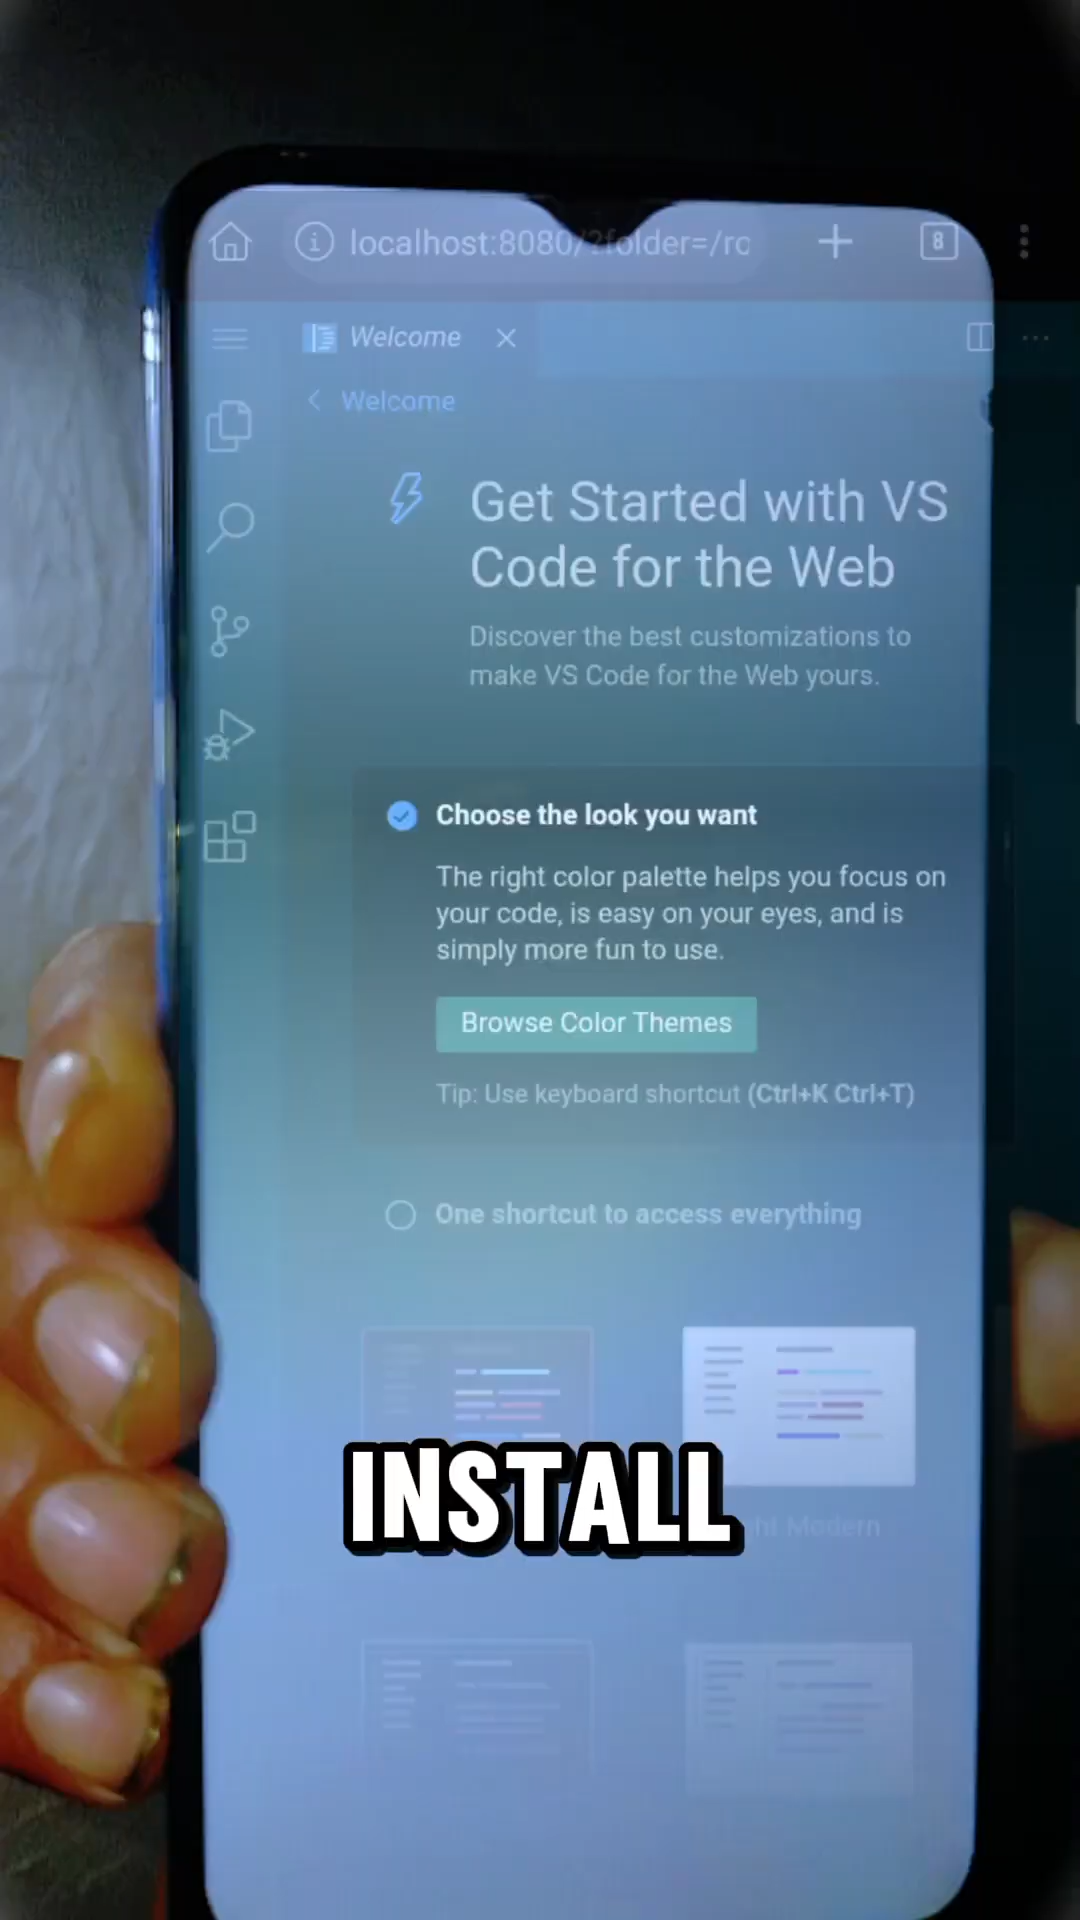 localhost:8080/?folder=/ro
8
Welcome
Welcome
Get Started with VS
Code for the Web
Discover the best customizations to
make VS Code for the Web yours.
Choose the look you want
The right color palette helps you focus on
your code, is easy on your eyes, and is
simply more fun to use.
Browse Color Themes
Tip: Use keyboard shortcut (Ctrl+K Ctrl+T)
One shortcut to access everything
INSTALL
ht Modern